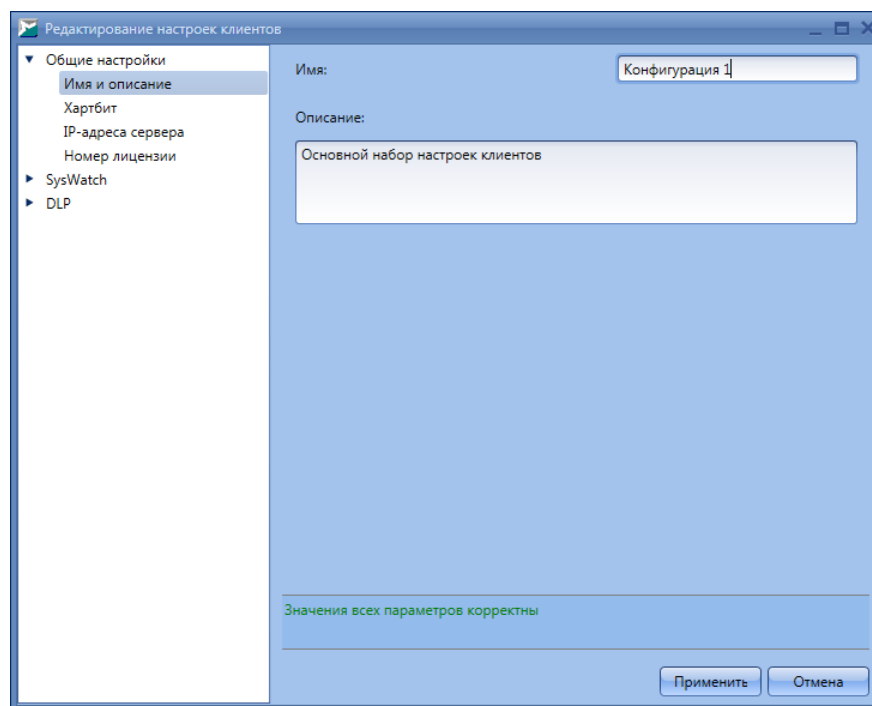 Редактирование настроек клиентов
Общие настройки
Имя и описание
Хартбит
IP-адреса сервера
Номер лицензии
SysWatch
DLP
Имя:
Конфигурация 1
Описание:
Основной набор настроек клиентов
Значения всех параметров корректны
Применить
Отмена